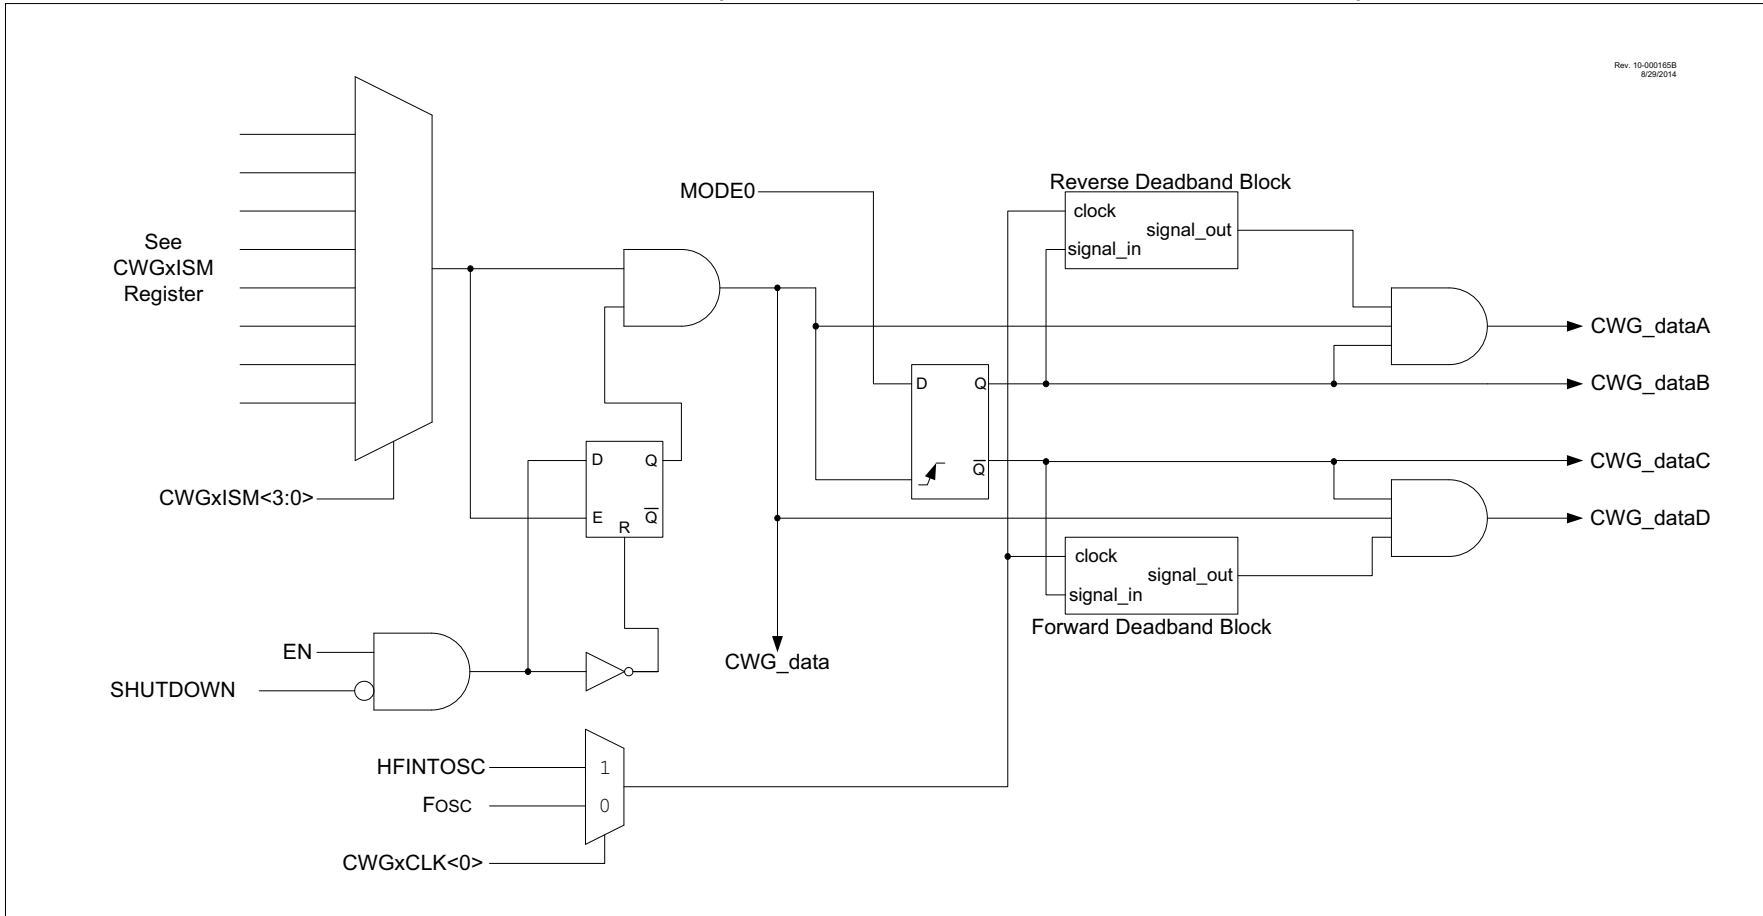 Rev. 10-000165B
8/29/2014
See
CWGxISM
Register
CWGxISM<3:0>
MODE0
Reverse Deadband Block
clock
signal_out
signal_in
CWG_dataA
D
Q
CWG_dataB
Q
CWG_dataC
D
Q
E
R
Q
CWG_dataD
clock
signal_out
signal_in
Forward Deadband Block
EN
SHUTDOWN
CWG_data
HFINTOSC
1
FOSC
0
CWGxCLK<0>